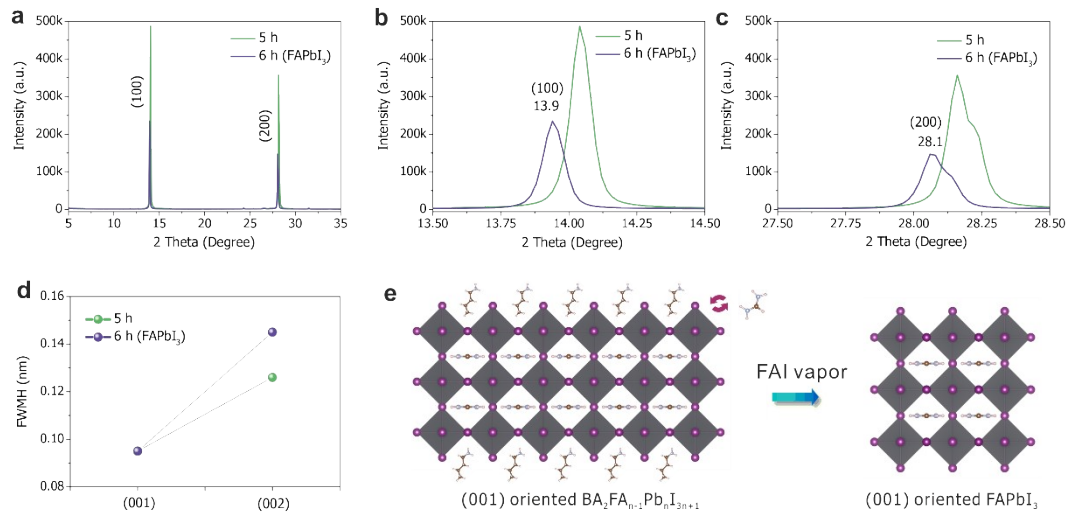 a
500k
400k
300k
200k
100k
0
Intensity (a.u.)
5 h
6 h (FAPbI₃)
(100)
(200)
5 10 15 20 25 30 35
2 Theta (Degree)
b
500k
400k
300k
200k
100k
0
Intensity (a.u.)
5 h
6 h (FAPbI₃)
(100)
13.9
13.50 13.75 14.00 14.25 14.50
2 Theta (Degree)
c
500k
400k
300k
200k
100k
0
Intensity (a.u.)
5 h
6 h (FAPbI₃)
(200)
28.1
27.50 27.75 28.00 28.25 28.50
2 Theta (Degree)
d
0.16
0.14
0.12
0.10
0.08
FWMH (nm)
5 h
6 h (FAPbI₃)
(001) (002)
e
FAI vapor
(001) oriented BA₂FAₙ₋₁PbₙI₃ₙ₊₁
(001) oriented FAPbI₃